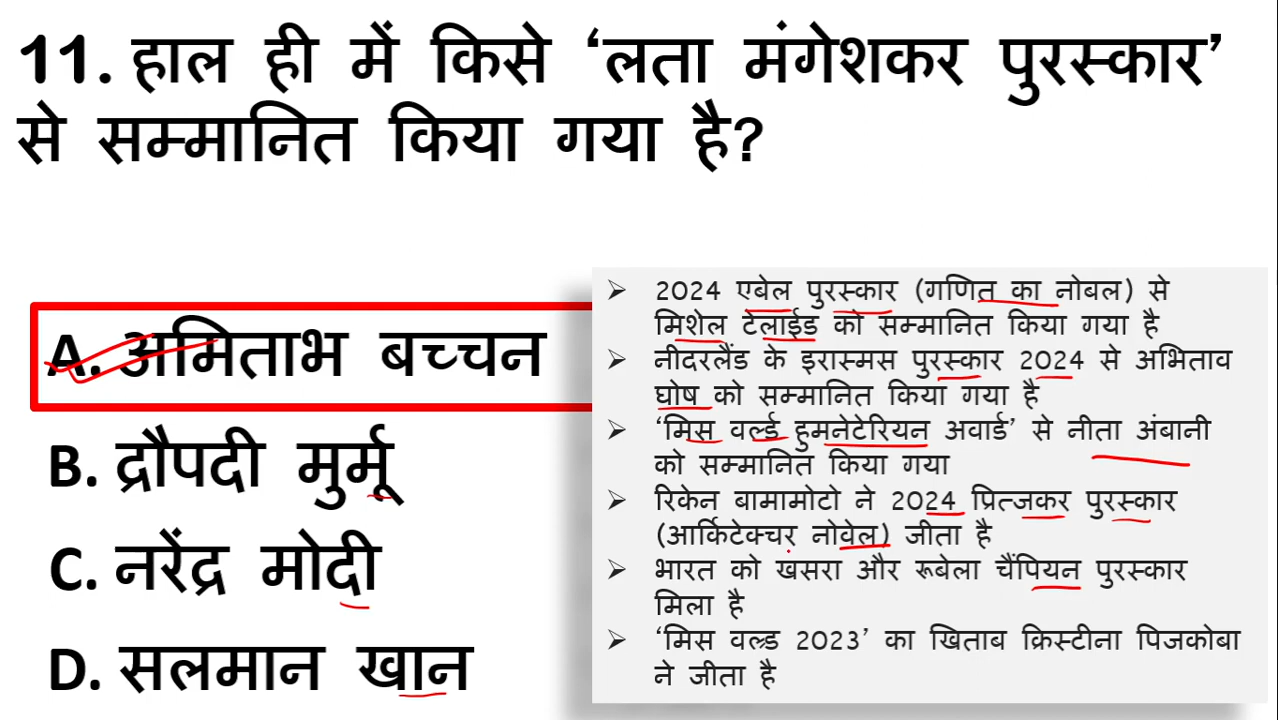 11. हाल ही में किसे ‘लता मंगेशकर पुरस्कार’
से सम्मानित किया गया है?
A. अमिताभ बच्चन
B. द्रौपदी मुर्मू
C. नरेंद्र मोदी
D. सलमान खान
➢ 2024 एबेल पुरस्कार (गणित का नोबल) से
मिशेल टेलाईड को सम्मानित किया गया है
➢ नीदरलैंड के इरास्मस पुरस्कार 2024 से अभिताव
घोष को सम्मानित किया गया है
➢ ‘मिस वर्ल्ड हुमनेटेरियन अवार्ड’ से नीता अंबानी
को सम्मानित किया गया
➢ रिकेन बामामोटो ने 2024 प्रित्जकर पुरस्कार
(आर्किटेक्चर नोवेल) जीता है
➢ भारत को खसरा और रूबेला चैंपियन पुरस्कार
मिला है
➢ ‘मिस वर्ल्ड 2023’ का खिताब क्रिस्टीना पिजकोबा
ने जीता है